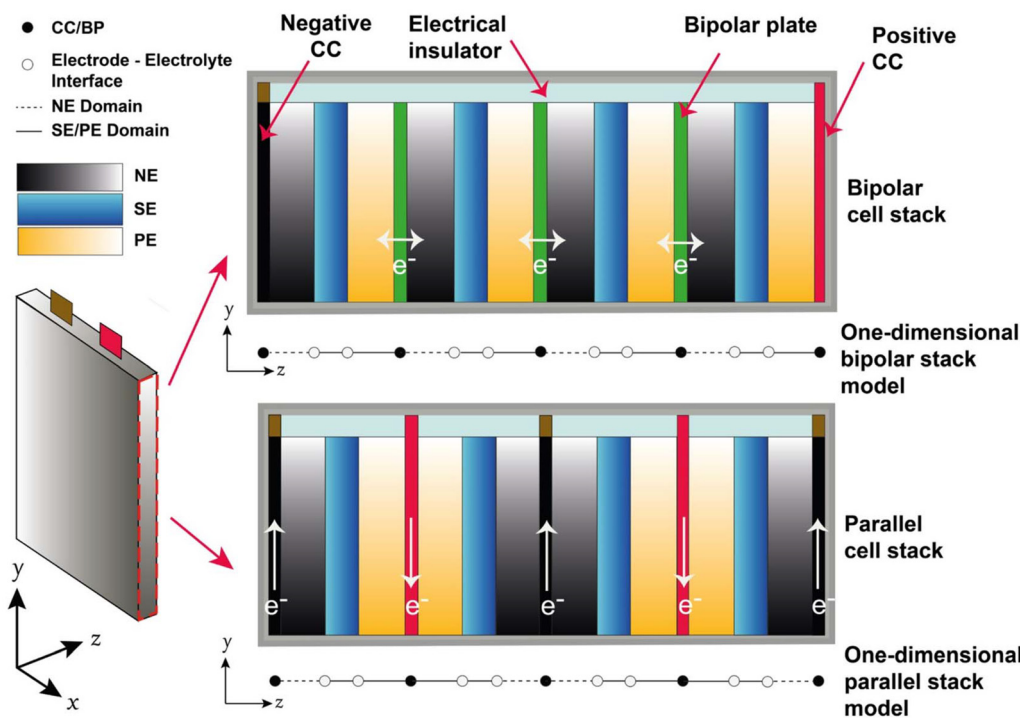 CC/BP
Electrode - Electrolyte
Interface
NE Domain
SE/PE Domain
NE
SE
PE
Negative
CC
Electrical
insulator
Bipolar plate
Positive
CC
Bipolar
cell stack
e⁻
e⁻
e⁻
y
z
One-dimensional
bipolar stack
model
Parallel
cell stack
e⁻
e⁻
e⁻
e⁻
e⁻
y
z
One-dimensional
parallel stack
model
y
z
x